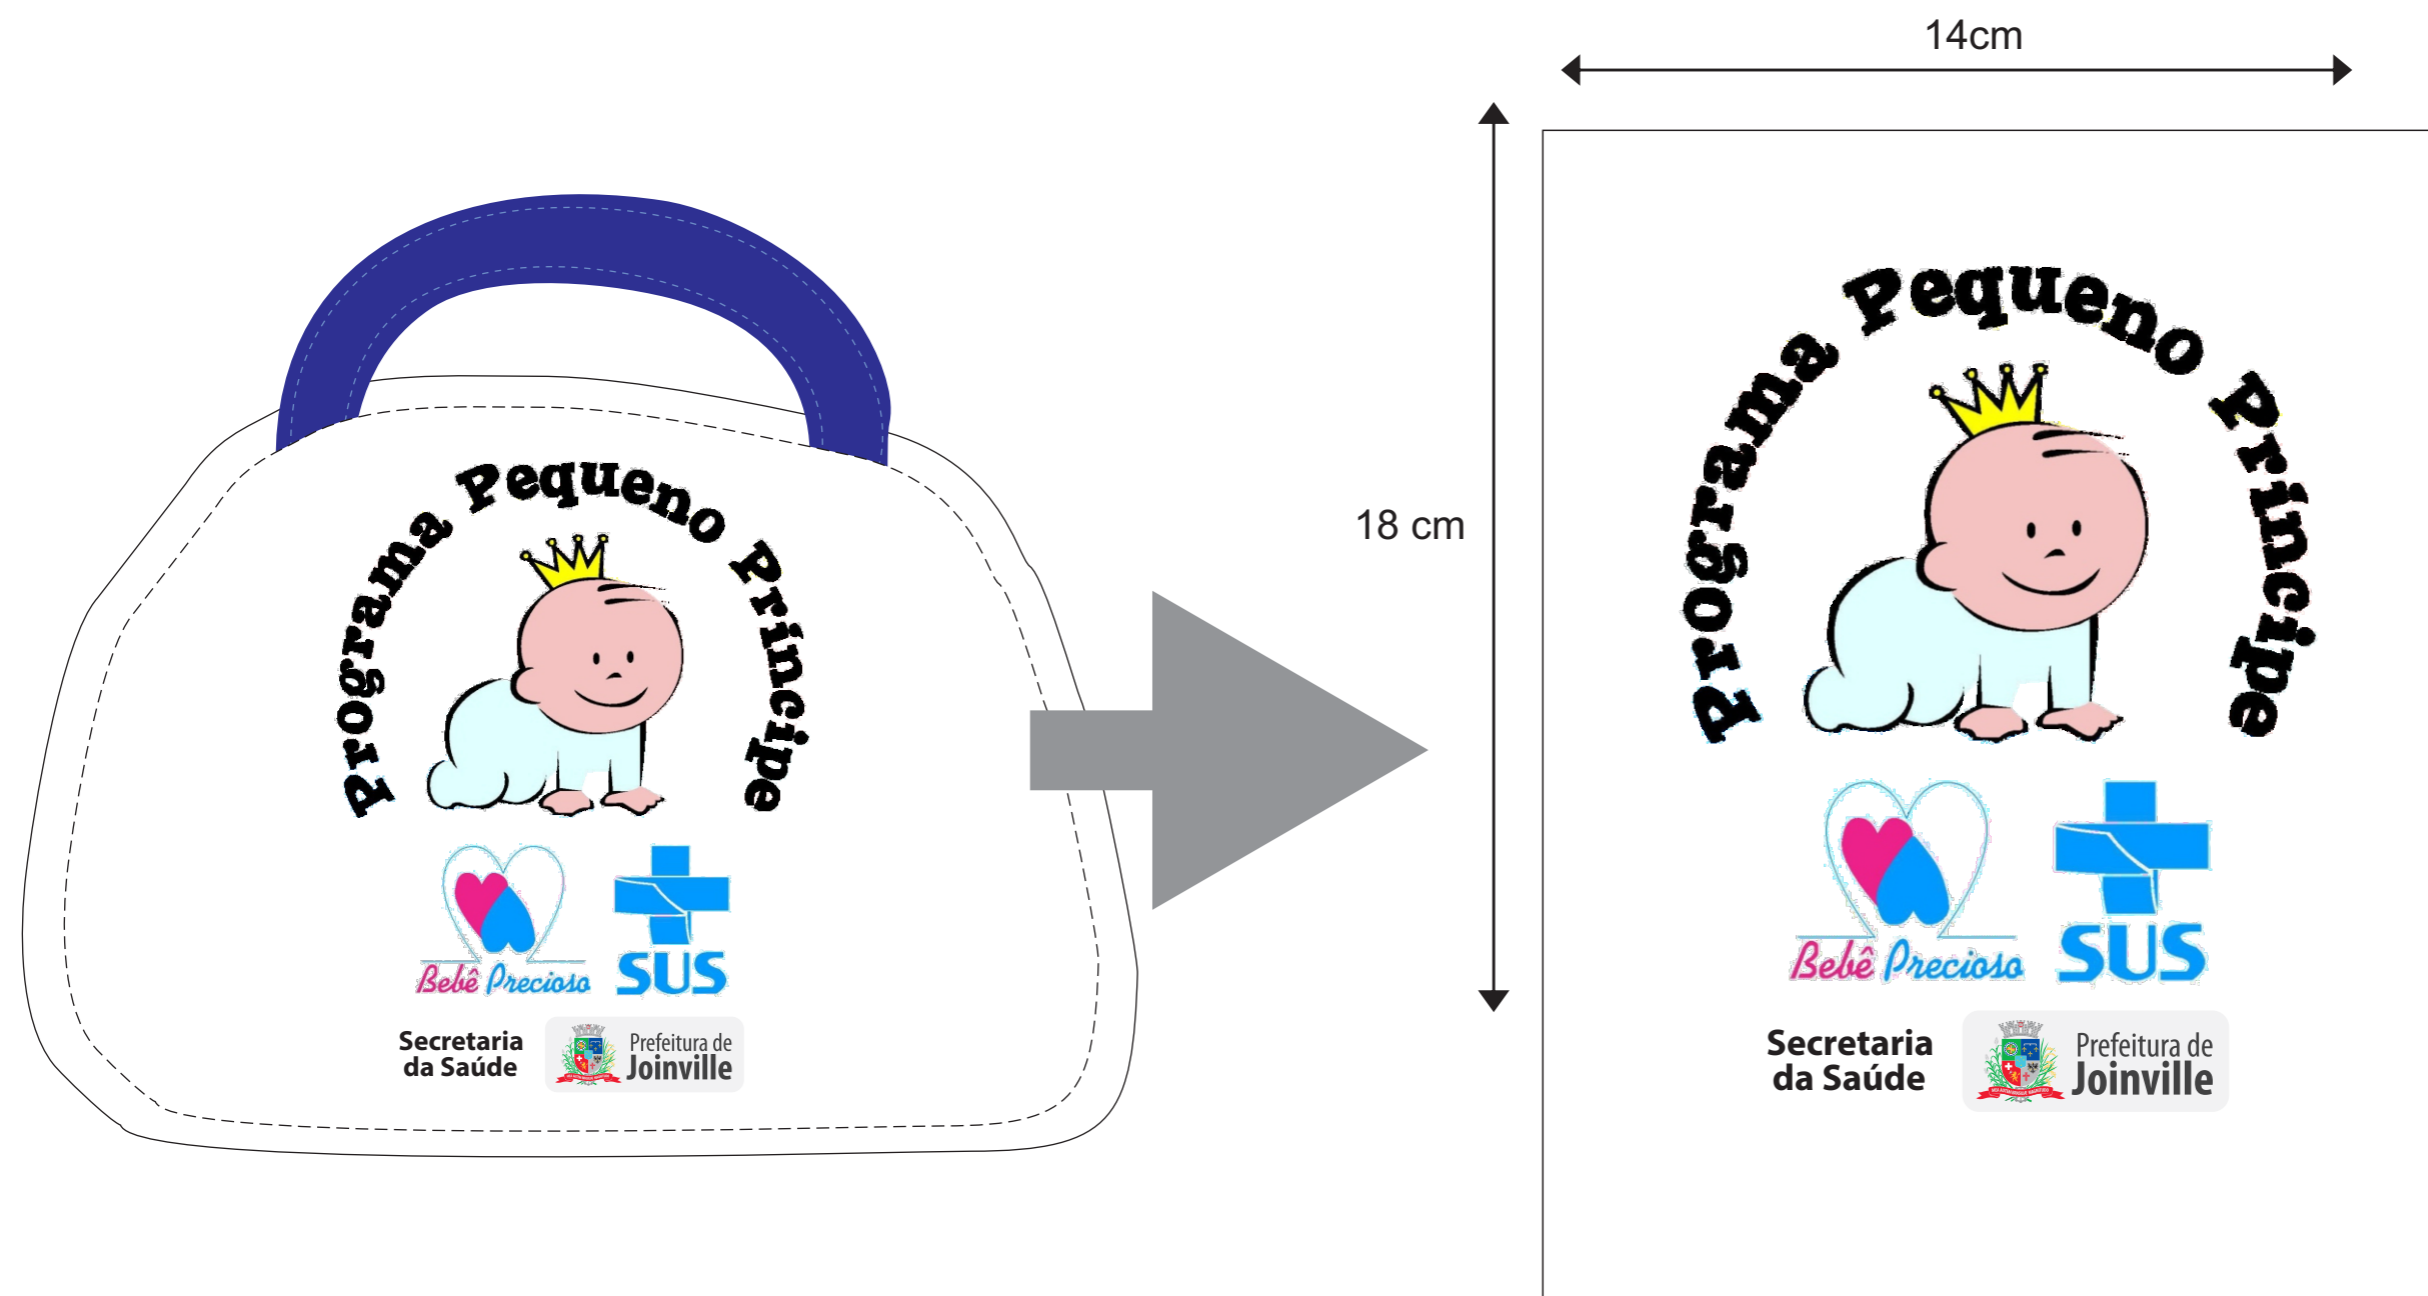 Programa Pequeno Príncipe
Bebê Precioso
SUS
Secretaria
da Saúde
Prefeitura de
Joinville
14cm
18 cm
Programa Pequeno Príncipe
Bebê Precioso
SUS
Secretaria
da Saúde
Prefeitura de
Joinville